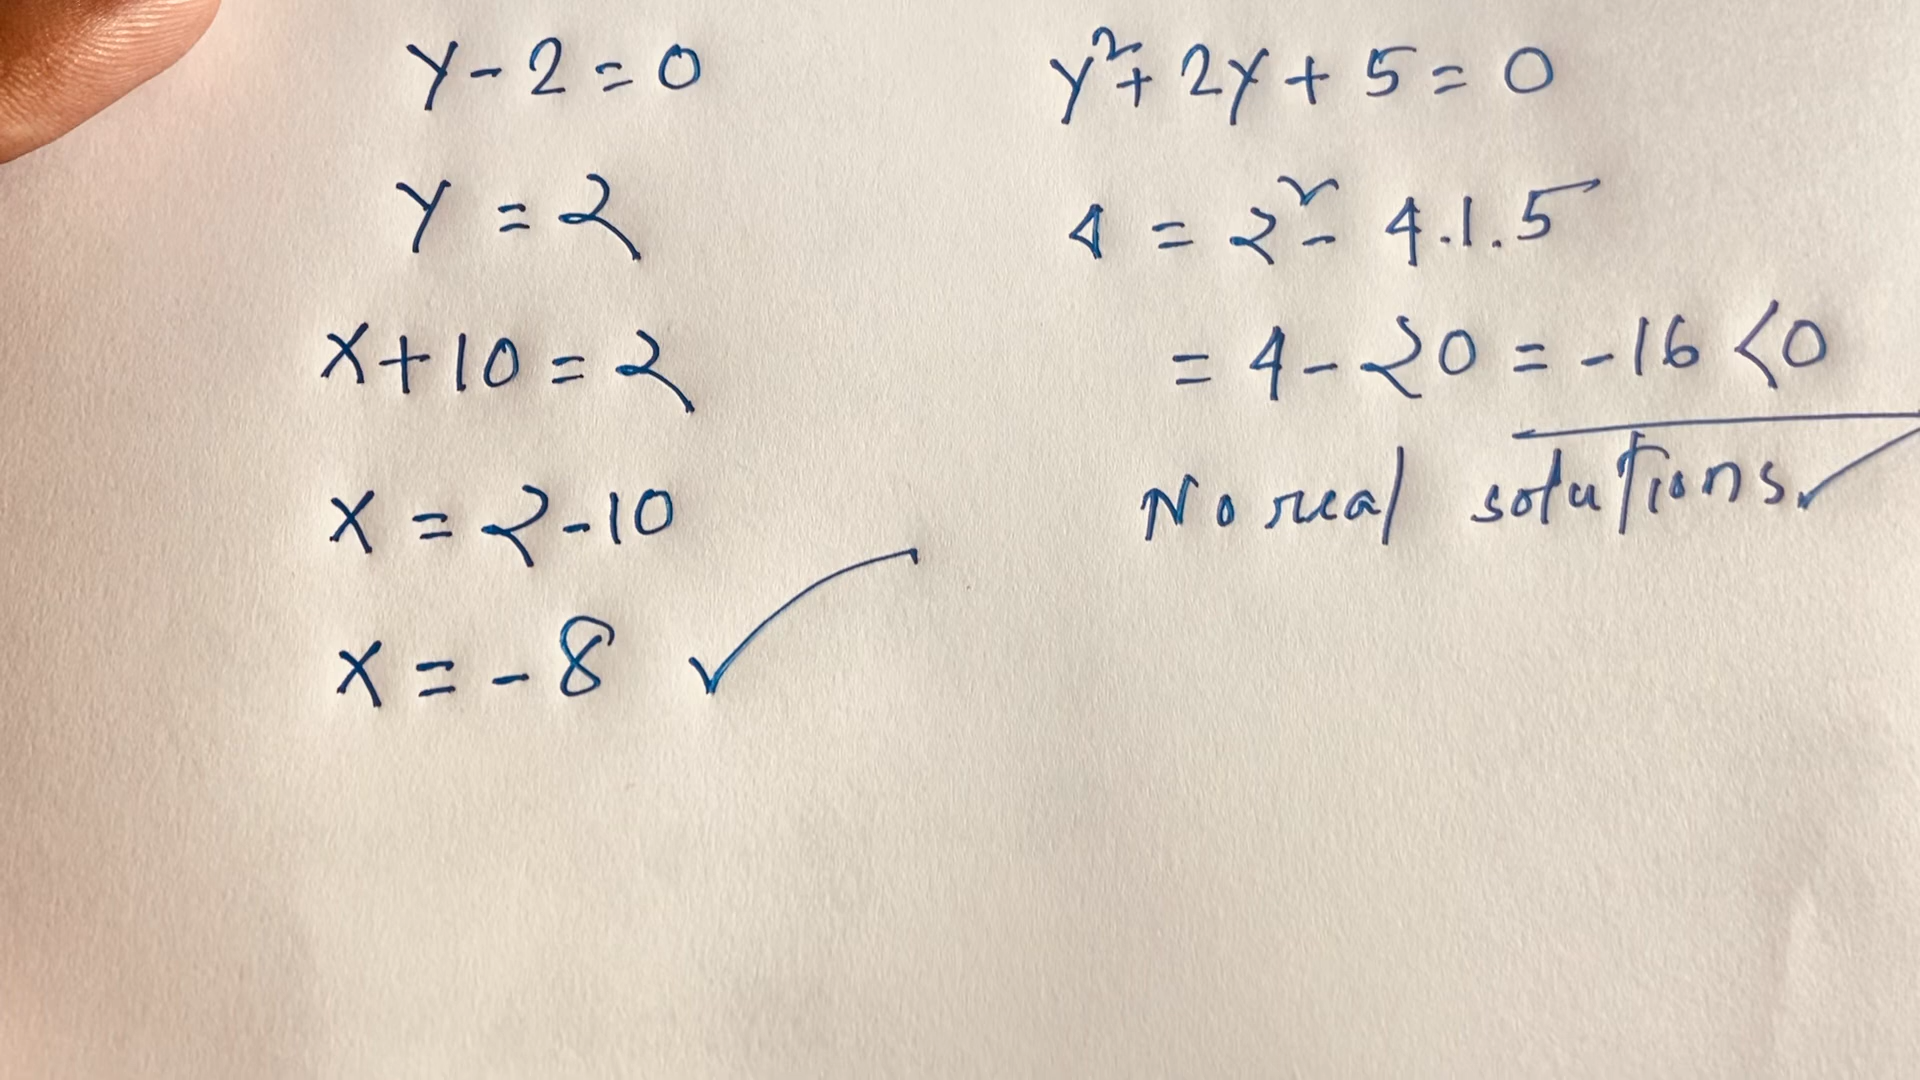 y - 2 = 0
y = 2
x + 10 = 2
x = 2 - 10
x = - 8 ✓
y² + 2y + 5 = 0
Δ = 2² - 4.1.5
= 4 - 20 = - 16 < 0
No real solutions ✓